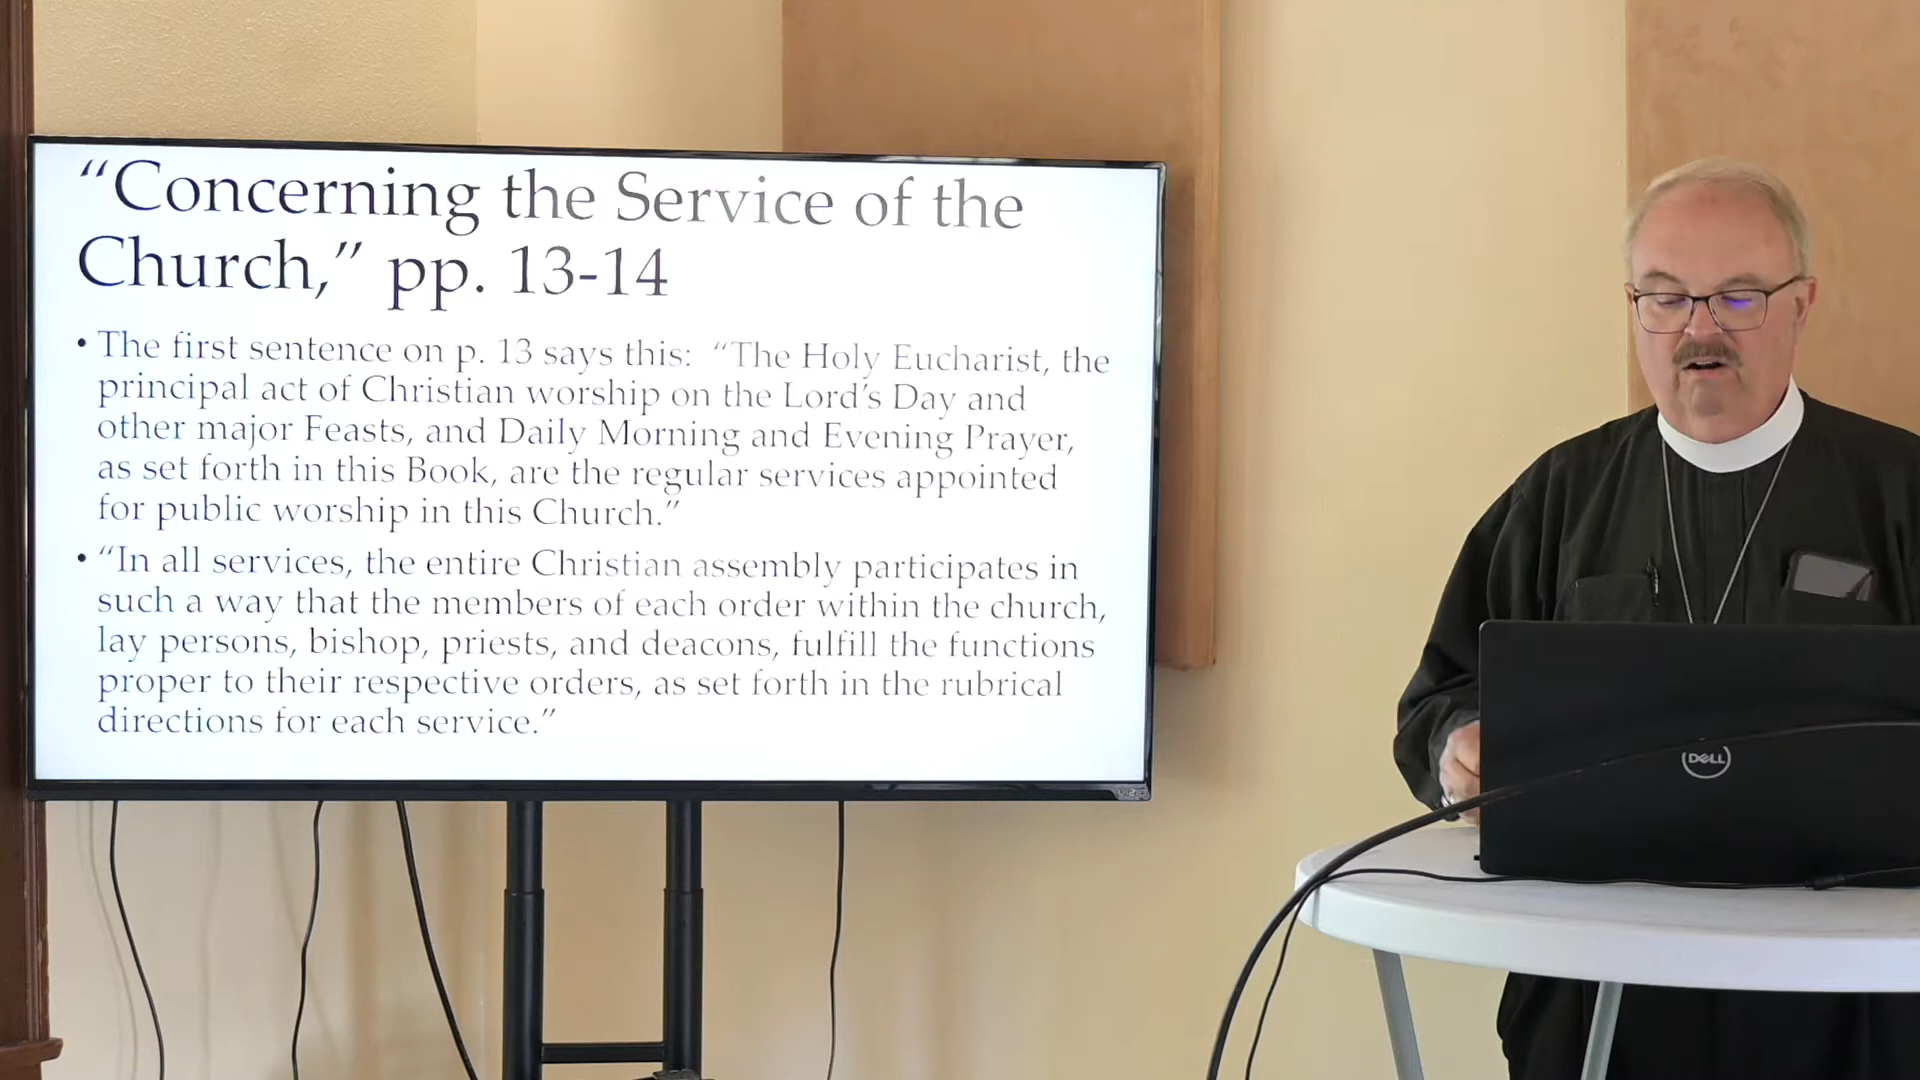 “Concerning the Service of the
Church,” pp. 13-14
• The first sentence on p. 13 says this: “The Holy Eucharist, the
principal act of Christian worship on the Lord’s Day and
other major Feasts, and Daily Morning and Evening Prayer,
as set forth in this Book, are the regular services appointed
for public worship in this Church.”
• “In all services, the entire Christian assembly participates in
such a way that the members of each order within the church,
lay persons, bishop, priests, and deacons, fulfill the functions
proper to their respective orders, as set forth in the rubrical
directions for each service.”
DELL